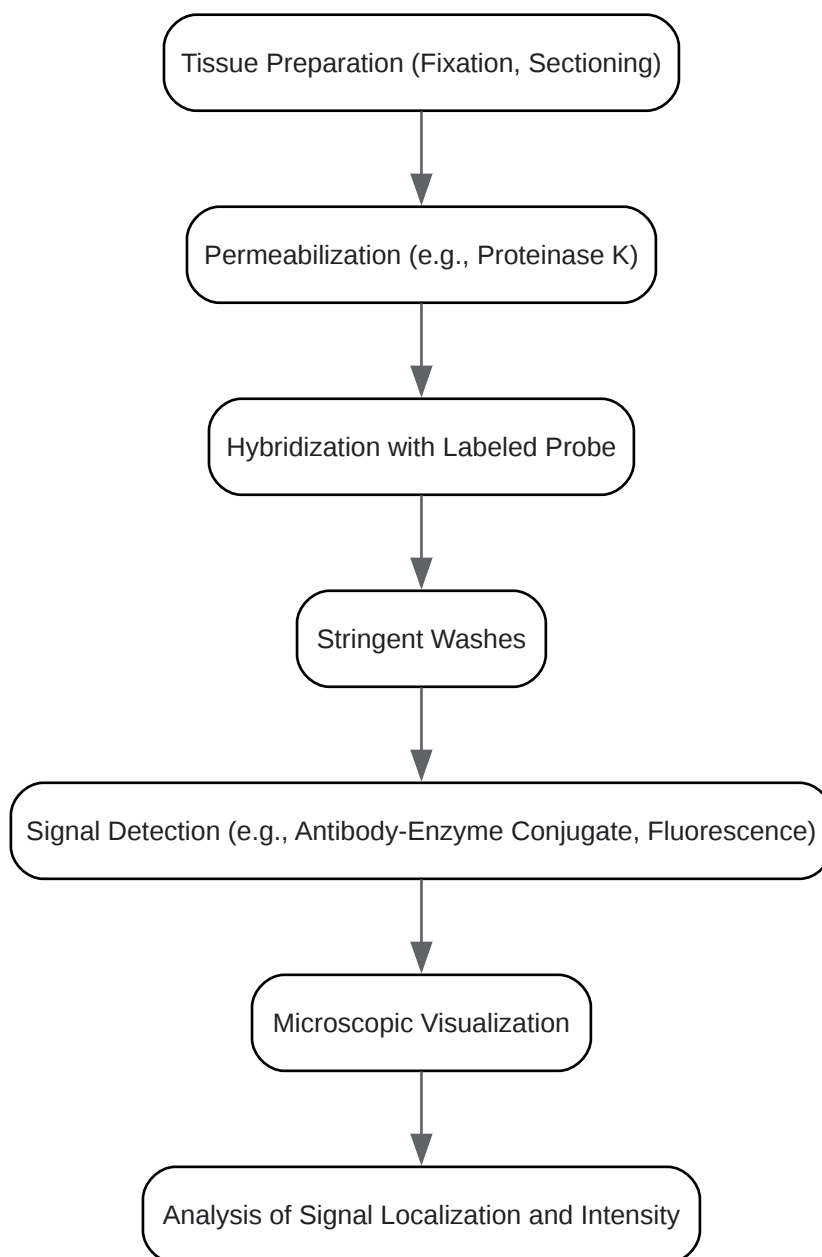 Tissue Preparation (Fixation, Sectioning)
Permeabilization (e.g., Proteinase K)
Hybridization with Labeled Probe
Stringent Washes
Signal Detection (e.g., Antibody-Enzyme Conjugate, Fluorescence)
Microscopic Visualization
Analysis of Signal Localization and Intensity